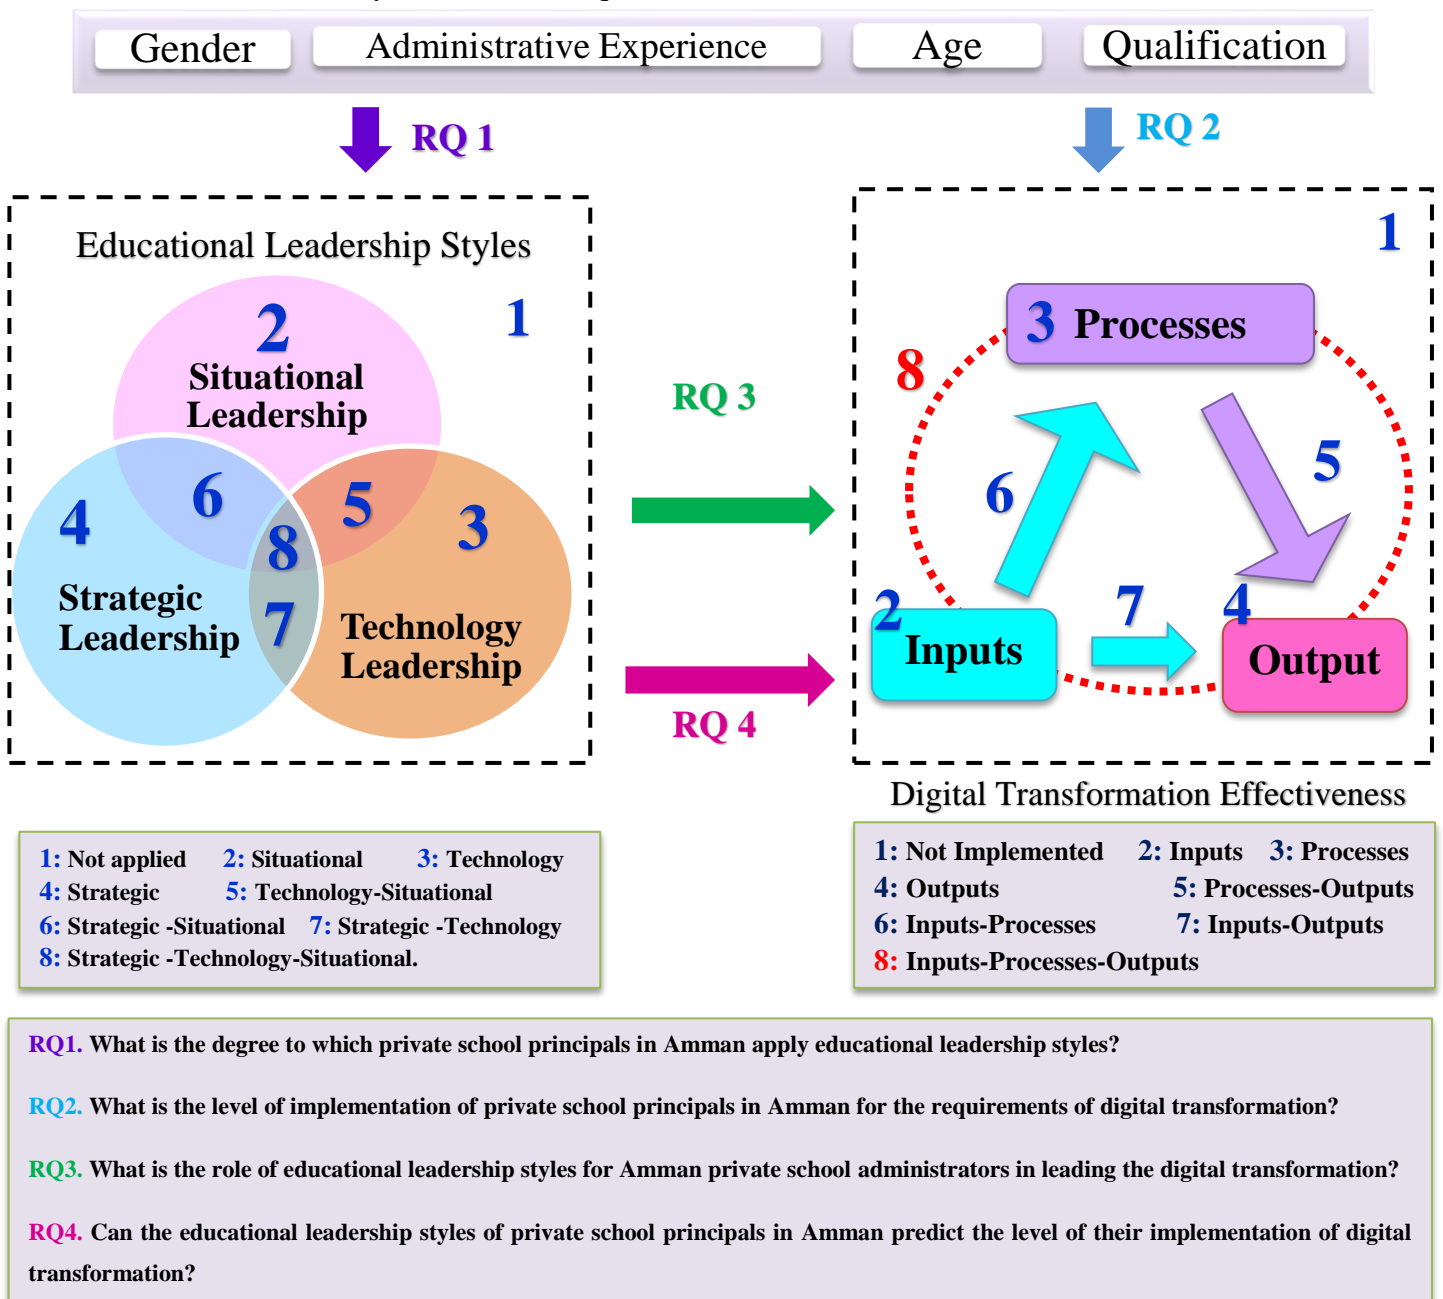 Gender Administrative Experience Age Qualification
RQ 1
RQ 2
Educational Leadership Styles
1
2
Situational
Leadership
6
5
4
3
8
7
Strategic
Leadership
Technology
Leadership
RQ 3
RQ 4
1
3 Processes
8
6
5
2
7
4
Inputs
Output
Digital Transformation Effectiveness
1: Not applied 2: Situational 3: Technology
4: Strategic 5: Technology-Situational
6: Strategic -Situational 7: Strategic -Technology
8: Strategic -Technology-Situational.
1: Not Implemented 2: Inputs 3: Processes
4: Outputs 5: Processes-Outputs
6: Inputs-Processes 7: Inputs-Outputs
8: Inputs-Processes-Outputs
RQ1. What is the degree to which private school principals in Amman apply educational leadership styles?
RQ2. What is the level of implementation of private school principals in Amman for the requirements of digital transformation?
RQ3. What is the role of educational leadership styles for Amman private school administrators in leading the digital transformation?
RQ4. Can the educational leadership styles of private school principals in Amman predict the level of their implementation of digital
transformation?